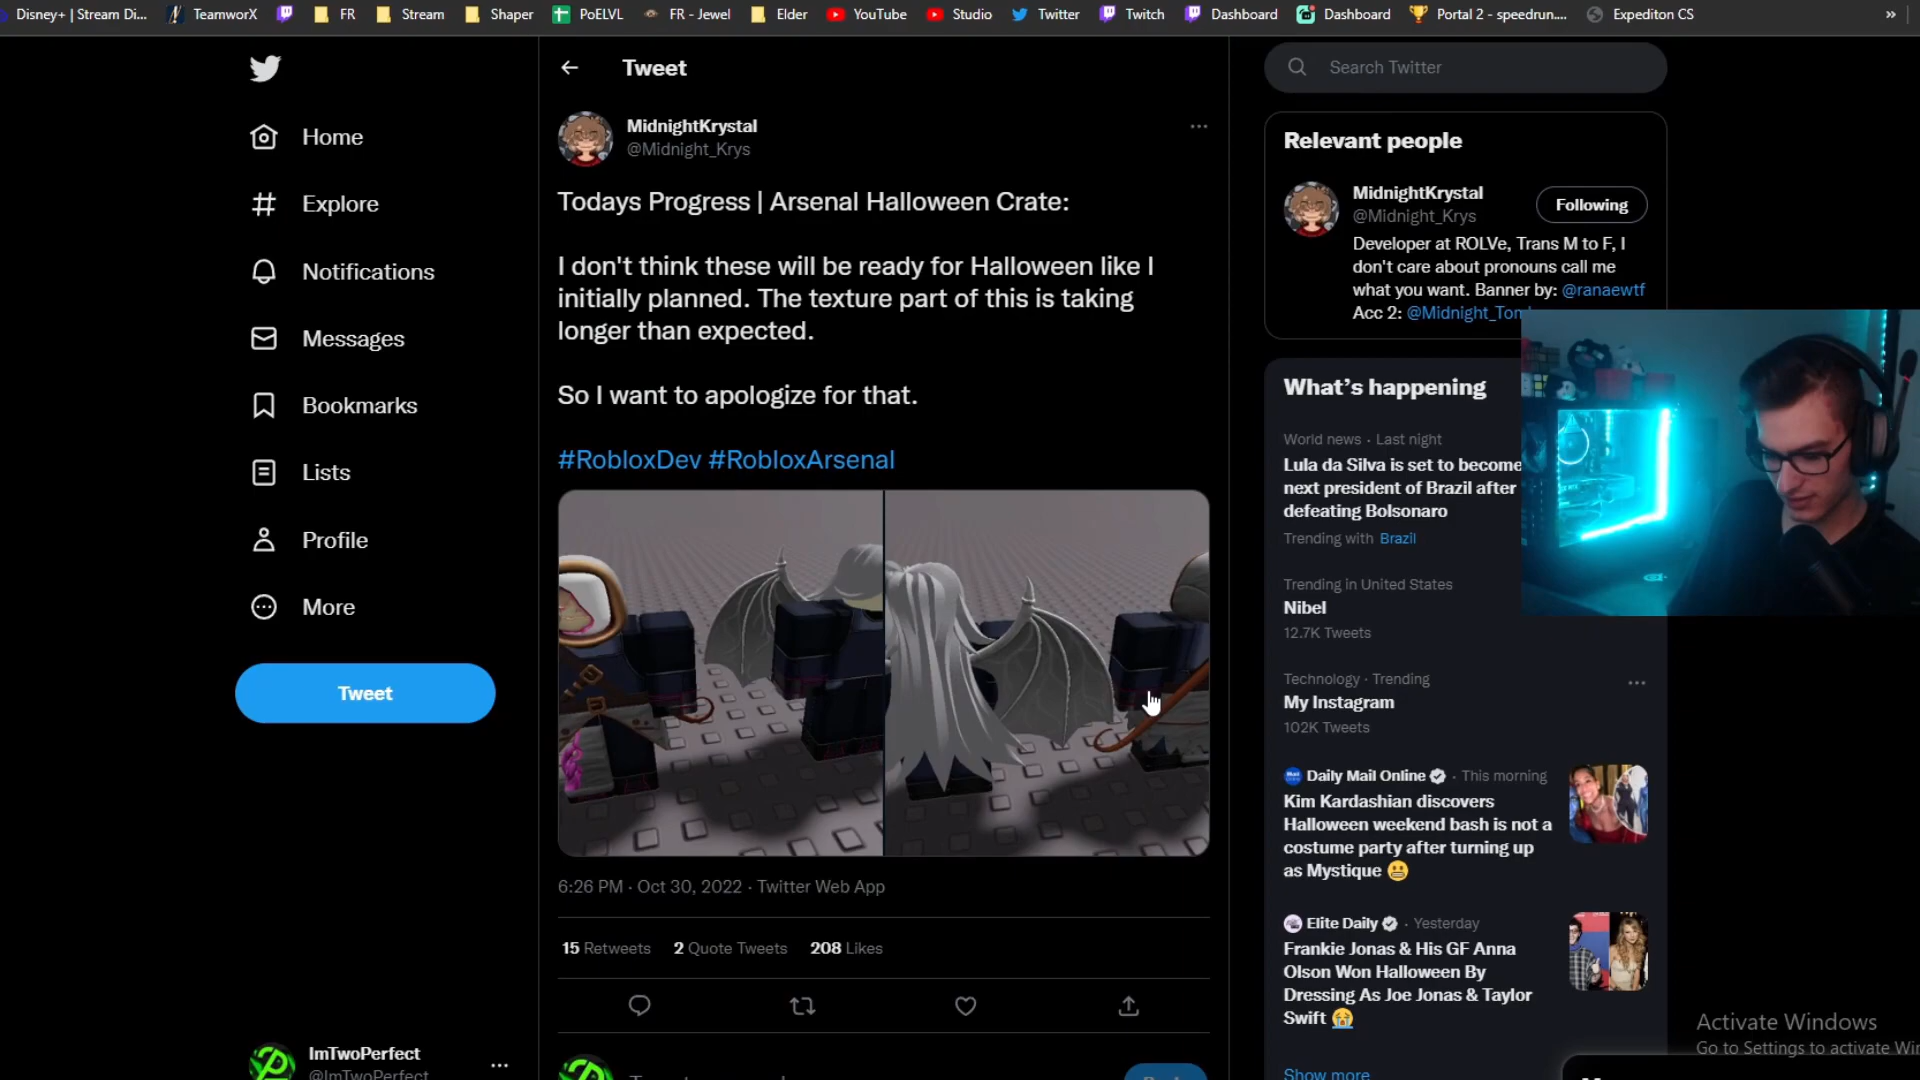 Disney+ | Stream Di...
TeamworX
FR
Stream
Shaper
PoELVL
FR - Jewel
Elder
YouTube
Studio
Twitter
Twitch
Dashboard
Dashboard
Portal 2 - speedrun....
Expediton CS
»
Home
Explore
Notifications
Messages
Bookmarks
Lists
Profile
More
Tweet
ImTwoPerfect
@ImTwoPerfect
Tweet
MidnightKrystal
@Midnight_Krys
Todays Progress | Arsenal Halloween Crate:
I don't think these will be ready for Halloween like I
initially planned. The texture part of this is taking
longer than expected.
So I want to apologize for that.
#RobloxDev #RobloxArsenal
6:26 PM · Oct 30, 2022 · Twitter Web App
15 Retweets 2 Quote Tweets 208 Likes
Search Twitter
Relevant people
MidnightKrystal
@Midnight_Krys
Following
Developer at ROLVe, Trans M to F, I
don't care about pronouns call me
what you want. Banner by: @ranaewtf
Acc 2:
What's happening
World news · Last night
Lula da Silva is set to become
next president of Brazil after
defeating Bolsonaro
Trending with Brazil
Trending in United States
Nibel
12.7K Tweets
Technology · Trending
My Instagram
102K Tweets
Daily Mail Online · This morning
Kim Kardashian discovers
Halloween weekend bash is not a
costume party after turning up
as Mystique 😬
Elite Daily · Yesterday
Frankie Jonas & His GF Anna
Olson Won Halloween By
Dressing As Joe Jonas & Taylor
Swift 😭
Show more
Activate Windows
Go to Settings to activate Win